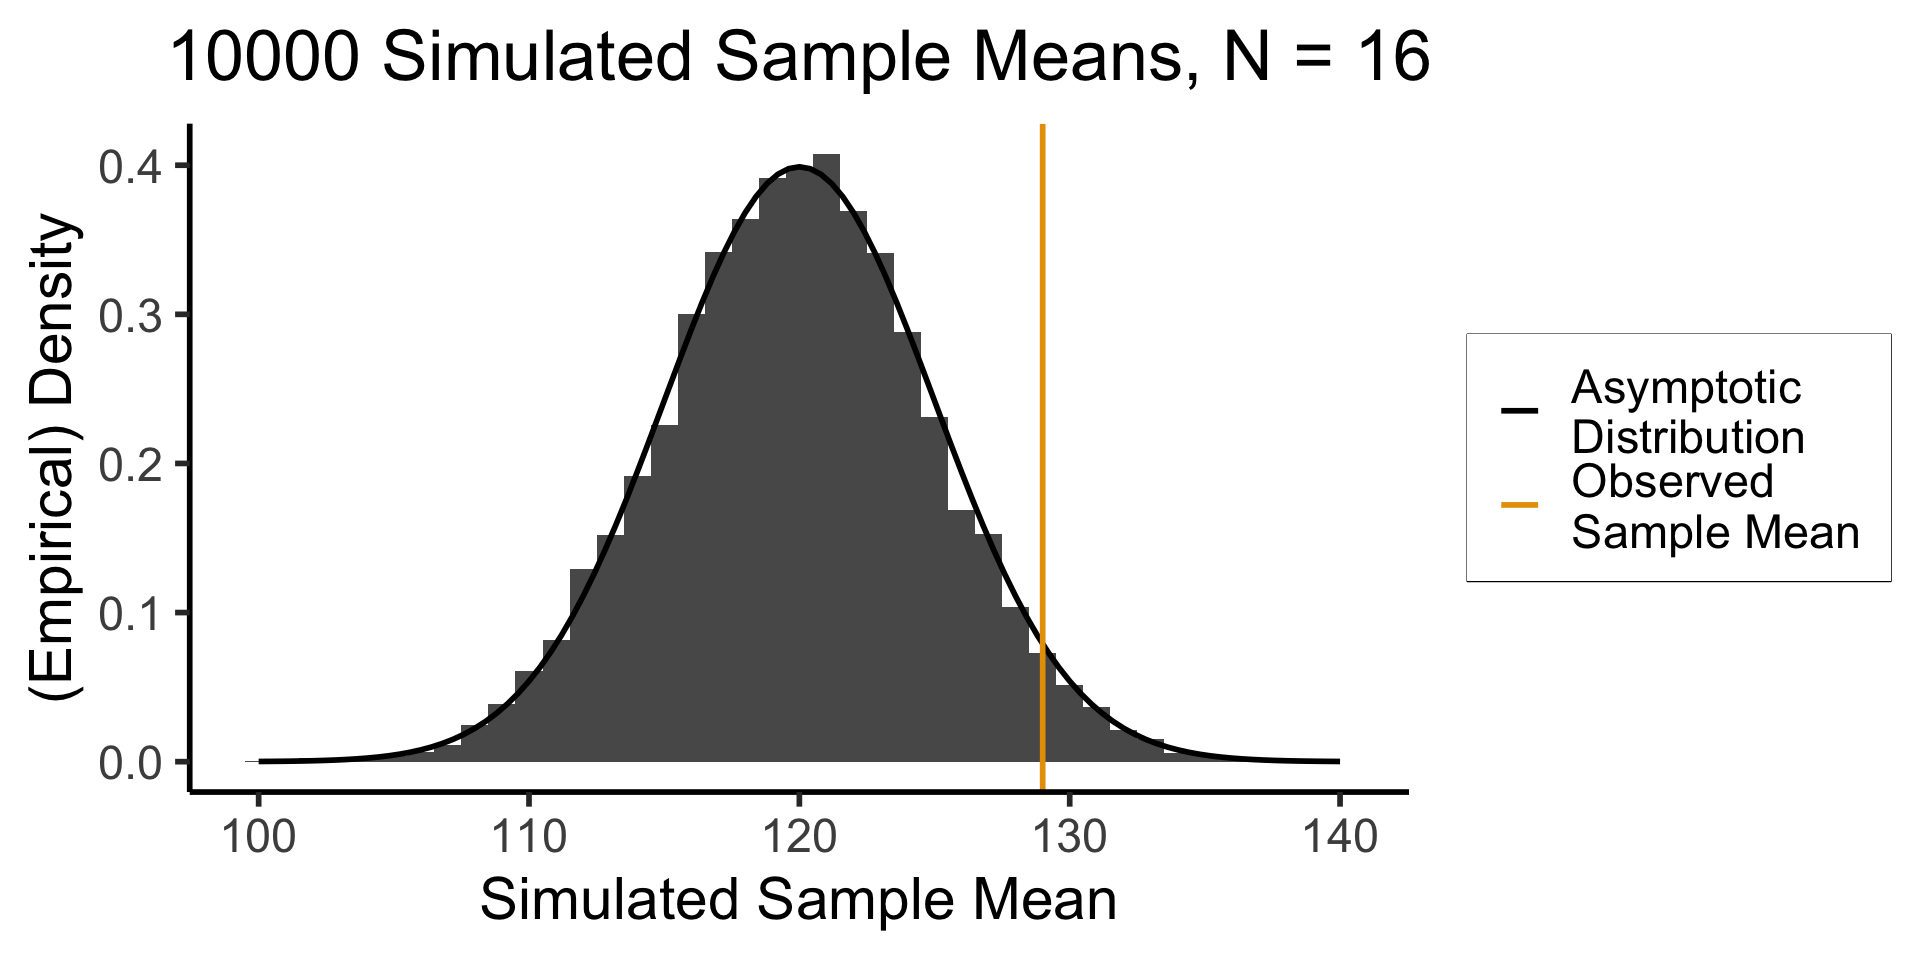 10000 Simulated Sample Means, N = 16
(Empirical) Density
0.4
0.3
0.2
0.1
0.0
100
110
120
130
140
Simulated Sample Mean
Asymptotic
Distribution
Observed
Sample Mean